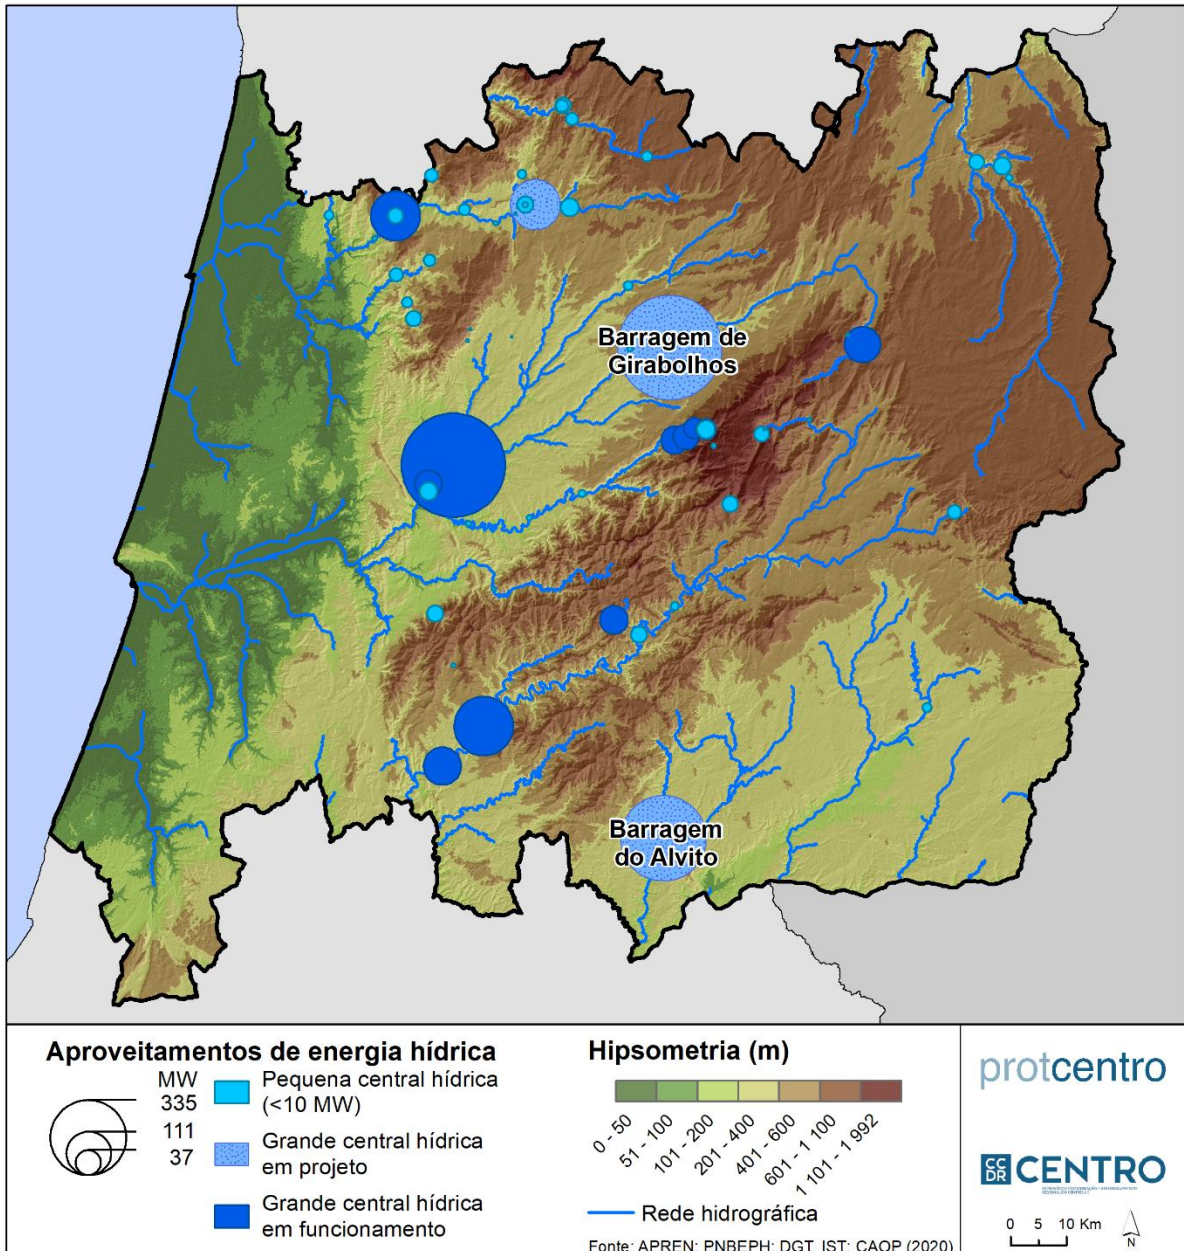 Barragem de
Girabolhos
Barragem
do Alvito
Aproveitamentos de energia hídrica
MW
335
111
37
Pequena central hídrica
(<10 MW)
Grande central hídrica
em projeto
Grande central hídrica
em funcionamento
Hipsometria (m)
0 - 50
51 - 100
101 - 200
201 - 400
401 - 600
601 - 1 100
1 101 - 1 992
Rede hidrográfica
Fonte: APREN; PNBEPH; DGT, IST; CAOP (2020)
protcentro
CC
DR
CENTRO
0 5 10 Km
N